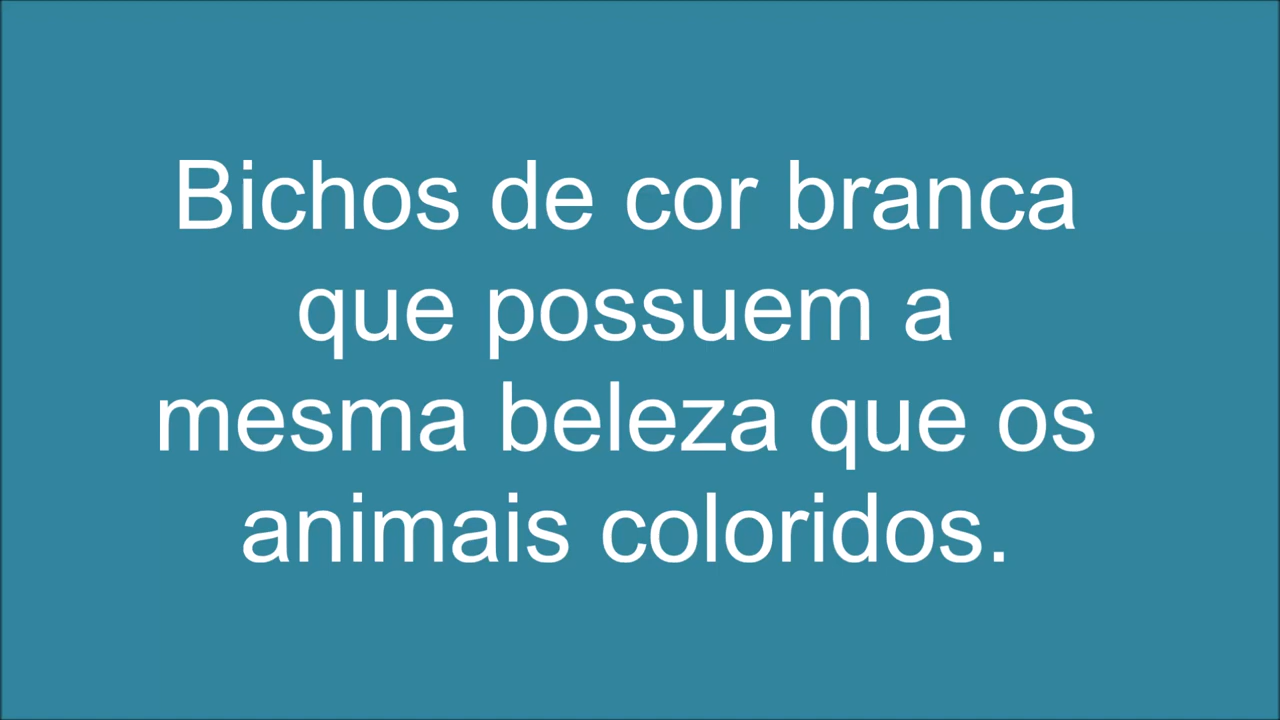 Bichos de cor branca
que possuem a
mesma beleza que os
animais coloridos.